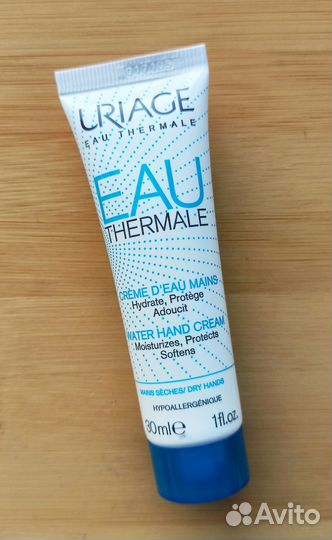 URIAGE
EAU THERMALE
EAU
THERMALE
CRÈME D'EAU MAINS
Hydrate, Protège
Adoucit
WATER HAND CREAM
Moisturizes, Protects
Softens
MAINS SÈCHES/ DRY HANDS
HYPOALLERGÉNIQUE
30ml℮ 1fl.oz.
Avito